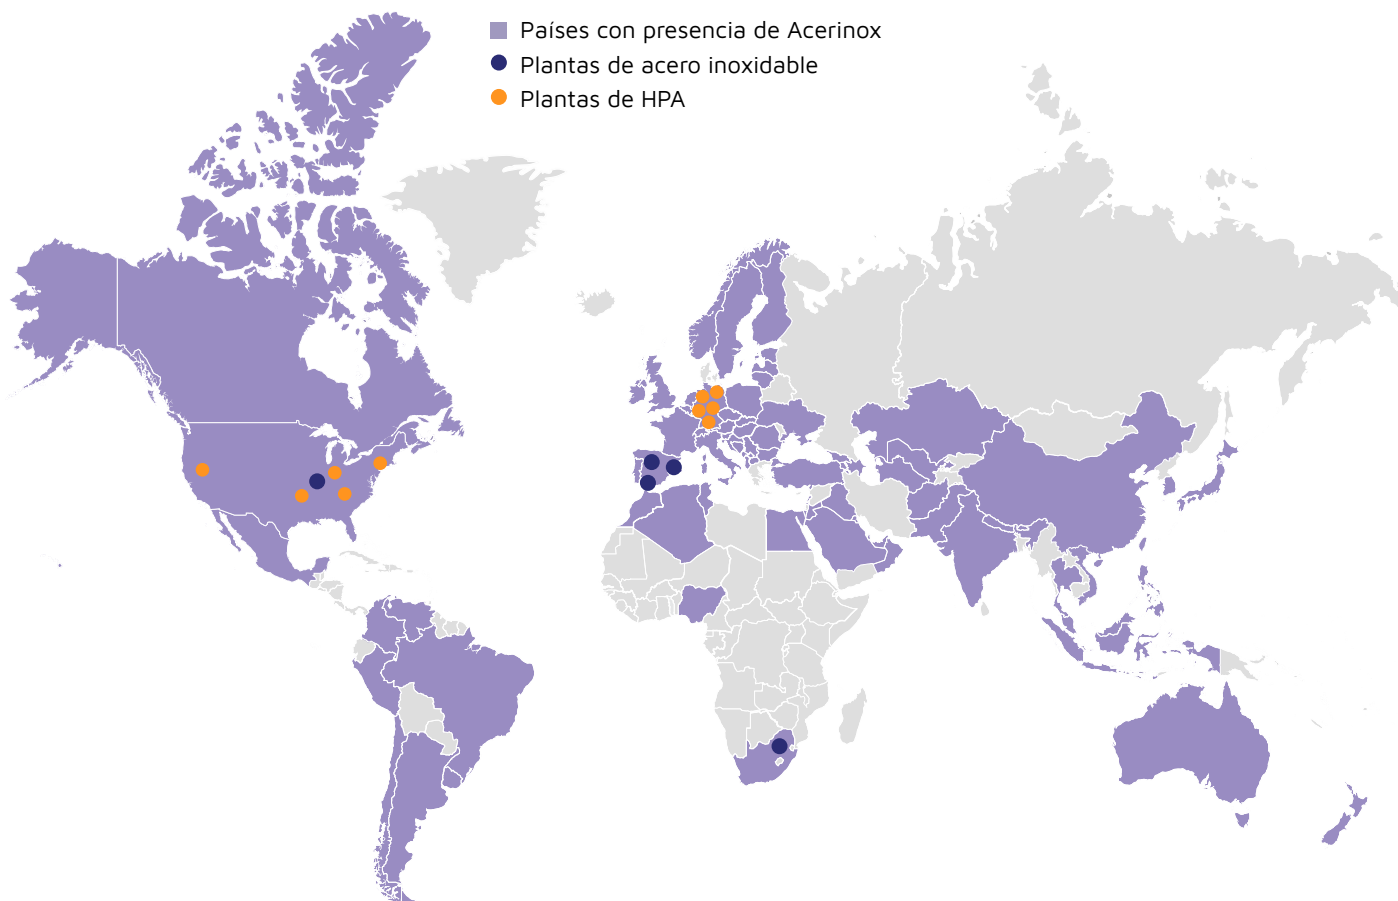 Países con presencia de Acerinox
Plantas de acero inoxidable
Plantas de HPA